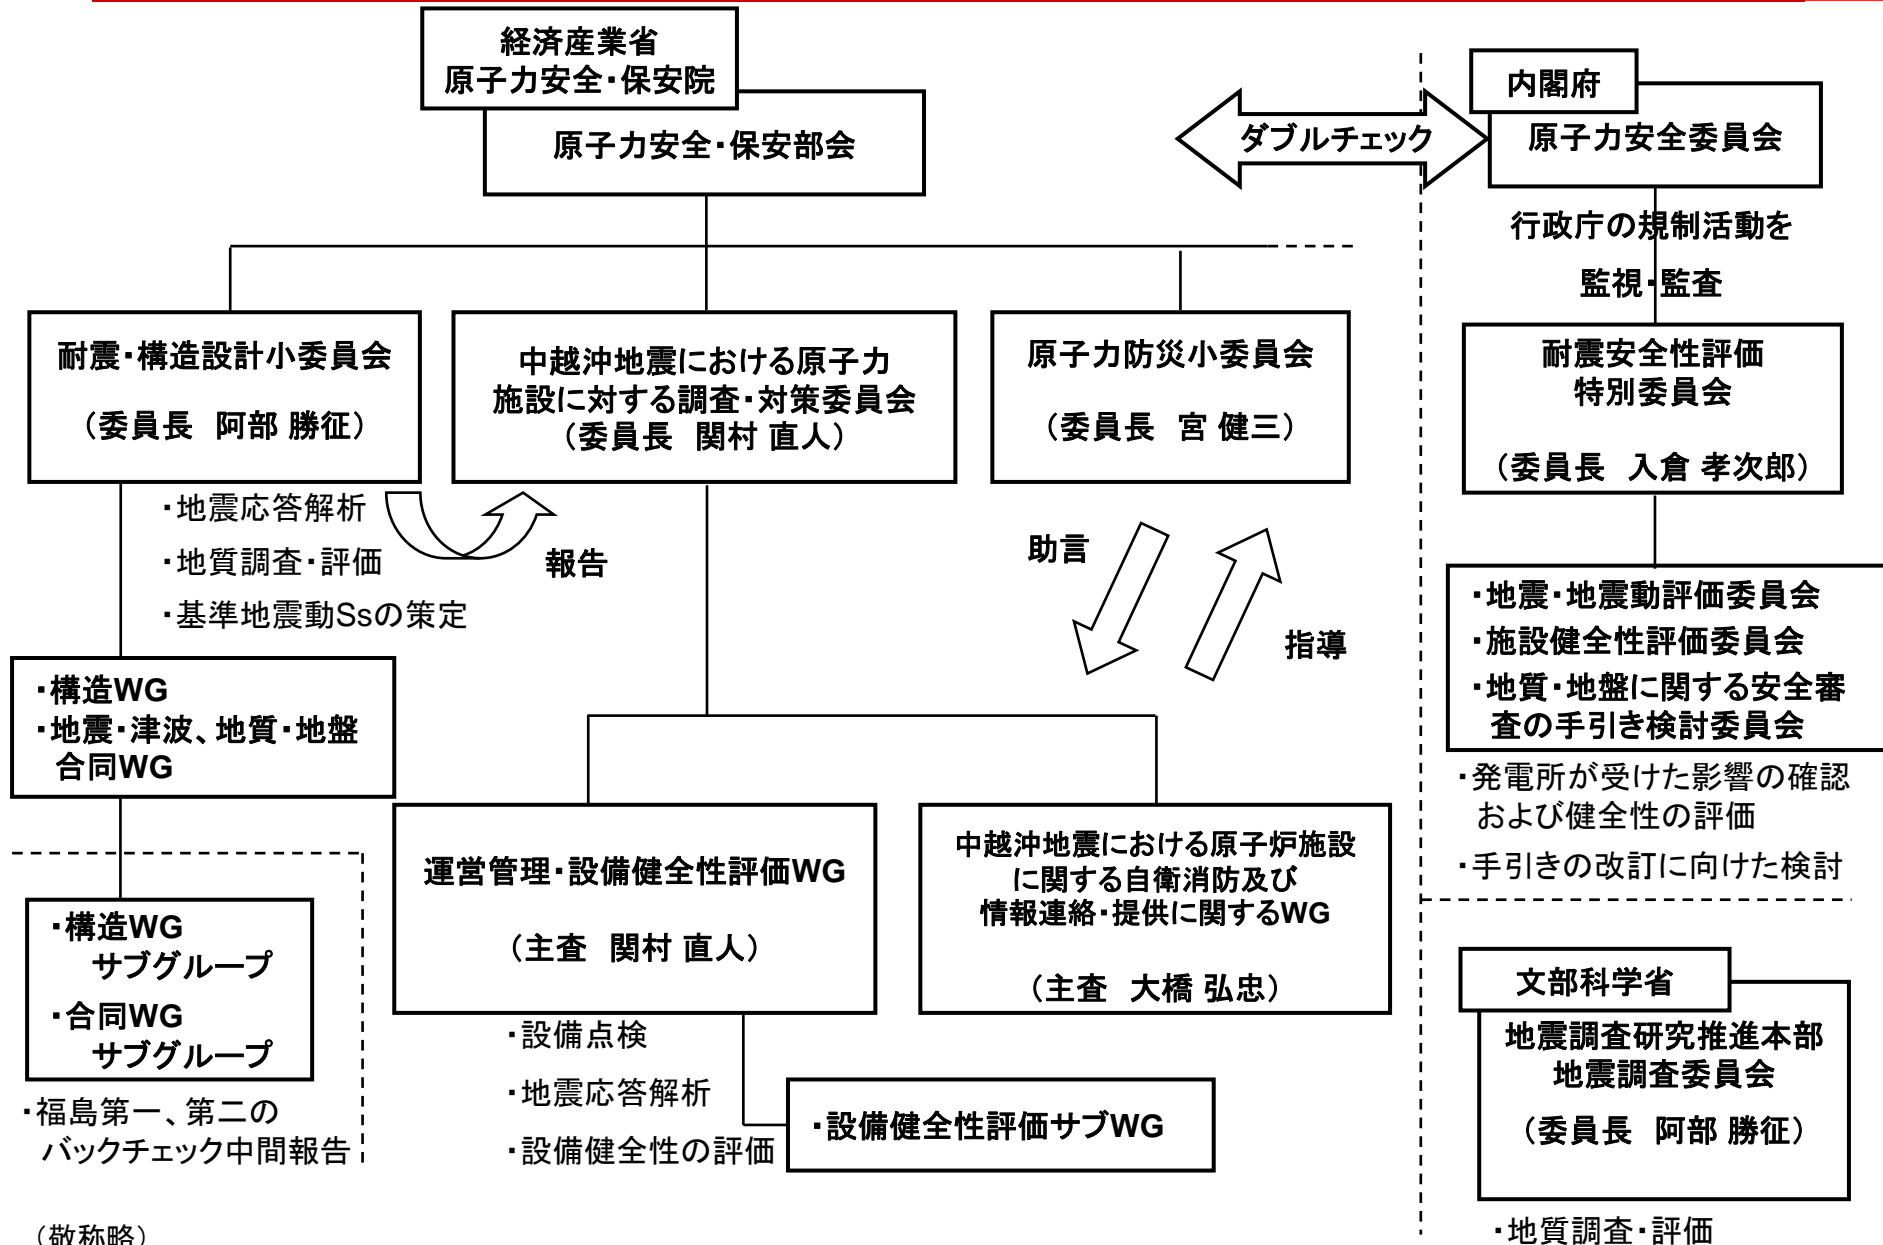 経済産業省
原子力安全・保安院
原子力安全・保安部会
ダブルチェック
内閣府
原子力安全委員会
行政庁の規制活動を
監視・監査
耐震・構造設計小委員会
（委員長　阿部 勝征）
中越沖地震における原子力
施設に対する調査・対策委員会
（委員長　関村 直人）
原子力防災小委員会
（委員長　宮 健三）
耐震安全性評価
特別委員会
（委員長　入倉 孝次郎）
・地震応答解析
・地質調査・評価
・基準地震動Ssの策定
報告
助言
指導
・地震・地震動評価委員会
・施設健全性評価委員会
・地質・地盤に関する安全審
査の手引き検討委員会
・発電所が受けた影響の確認
および健全性の評価
・手引きの改訂に向けた検討
・構造WG
・地震・津波、地質・地盤
合同WG
・構造WG
サブグループ
・合同WG
サブグループ
・福島第一、第二の
バックチェック中間報告
運営管理・設備健全性評価WG
（主査　関村 直人）
・設備点検
・地震応答解析
・設備健全性の評価
・設備健全性評価サブWG
中越沖地震における原子炉施設
に関する自衛消防及び
情報連絡・提供に関するWG
（主査　大橋 弘忠）
文部科学省
地震調査研究推進本部
地震調査委員会
（委員長　阿部 勝征）
・地質調査・評価
（敬称略）